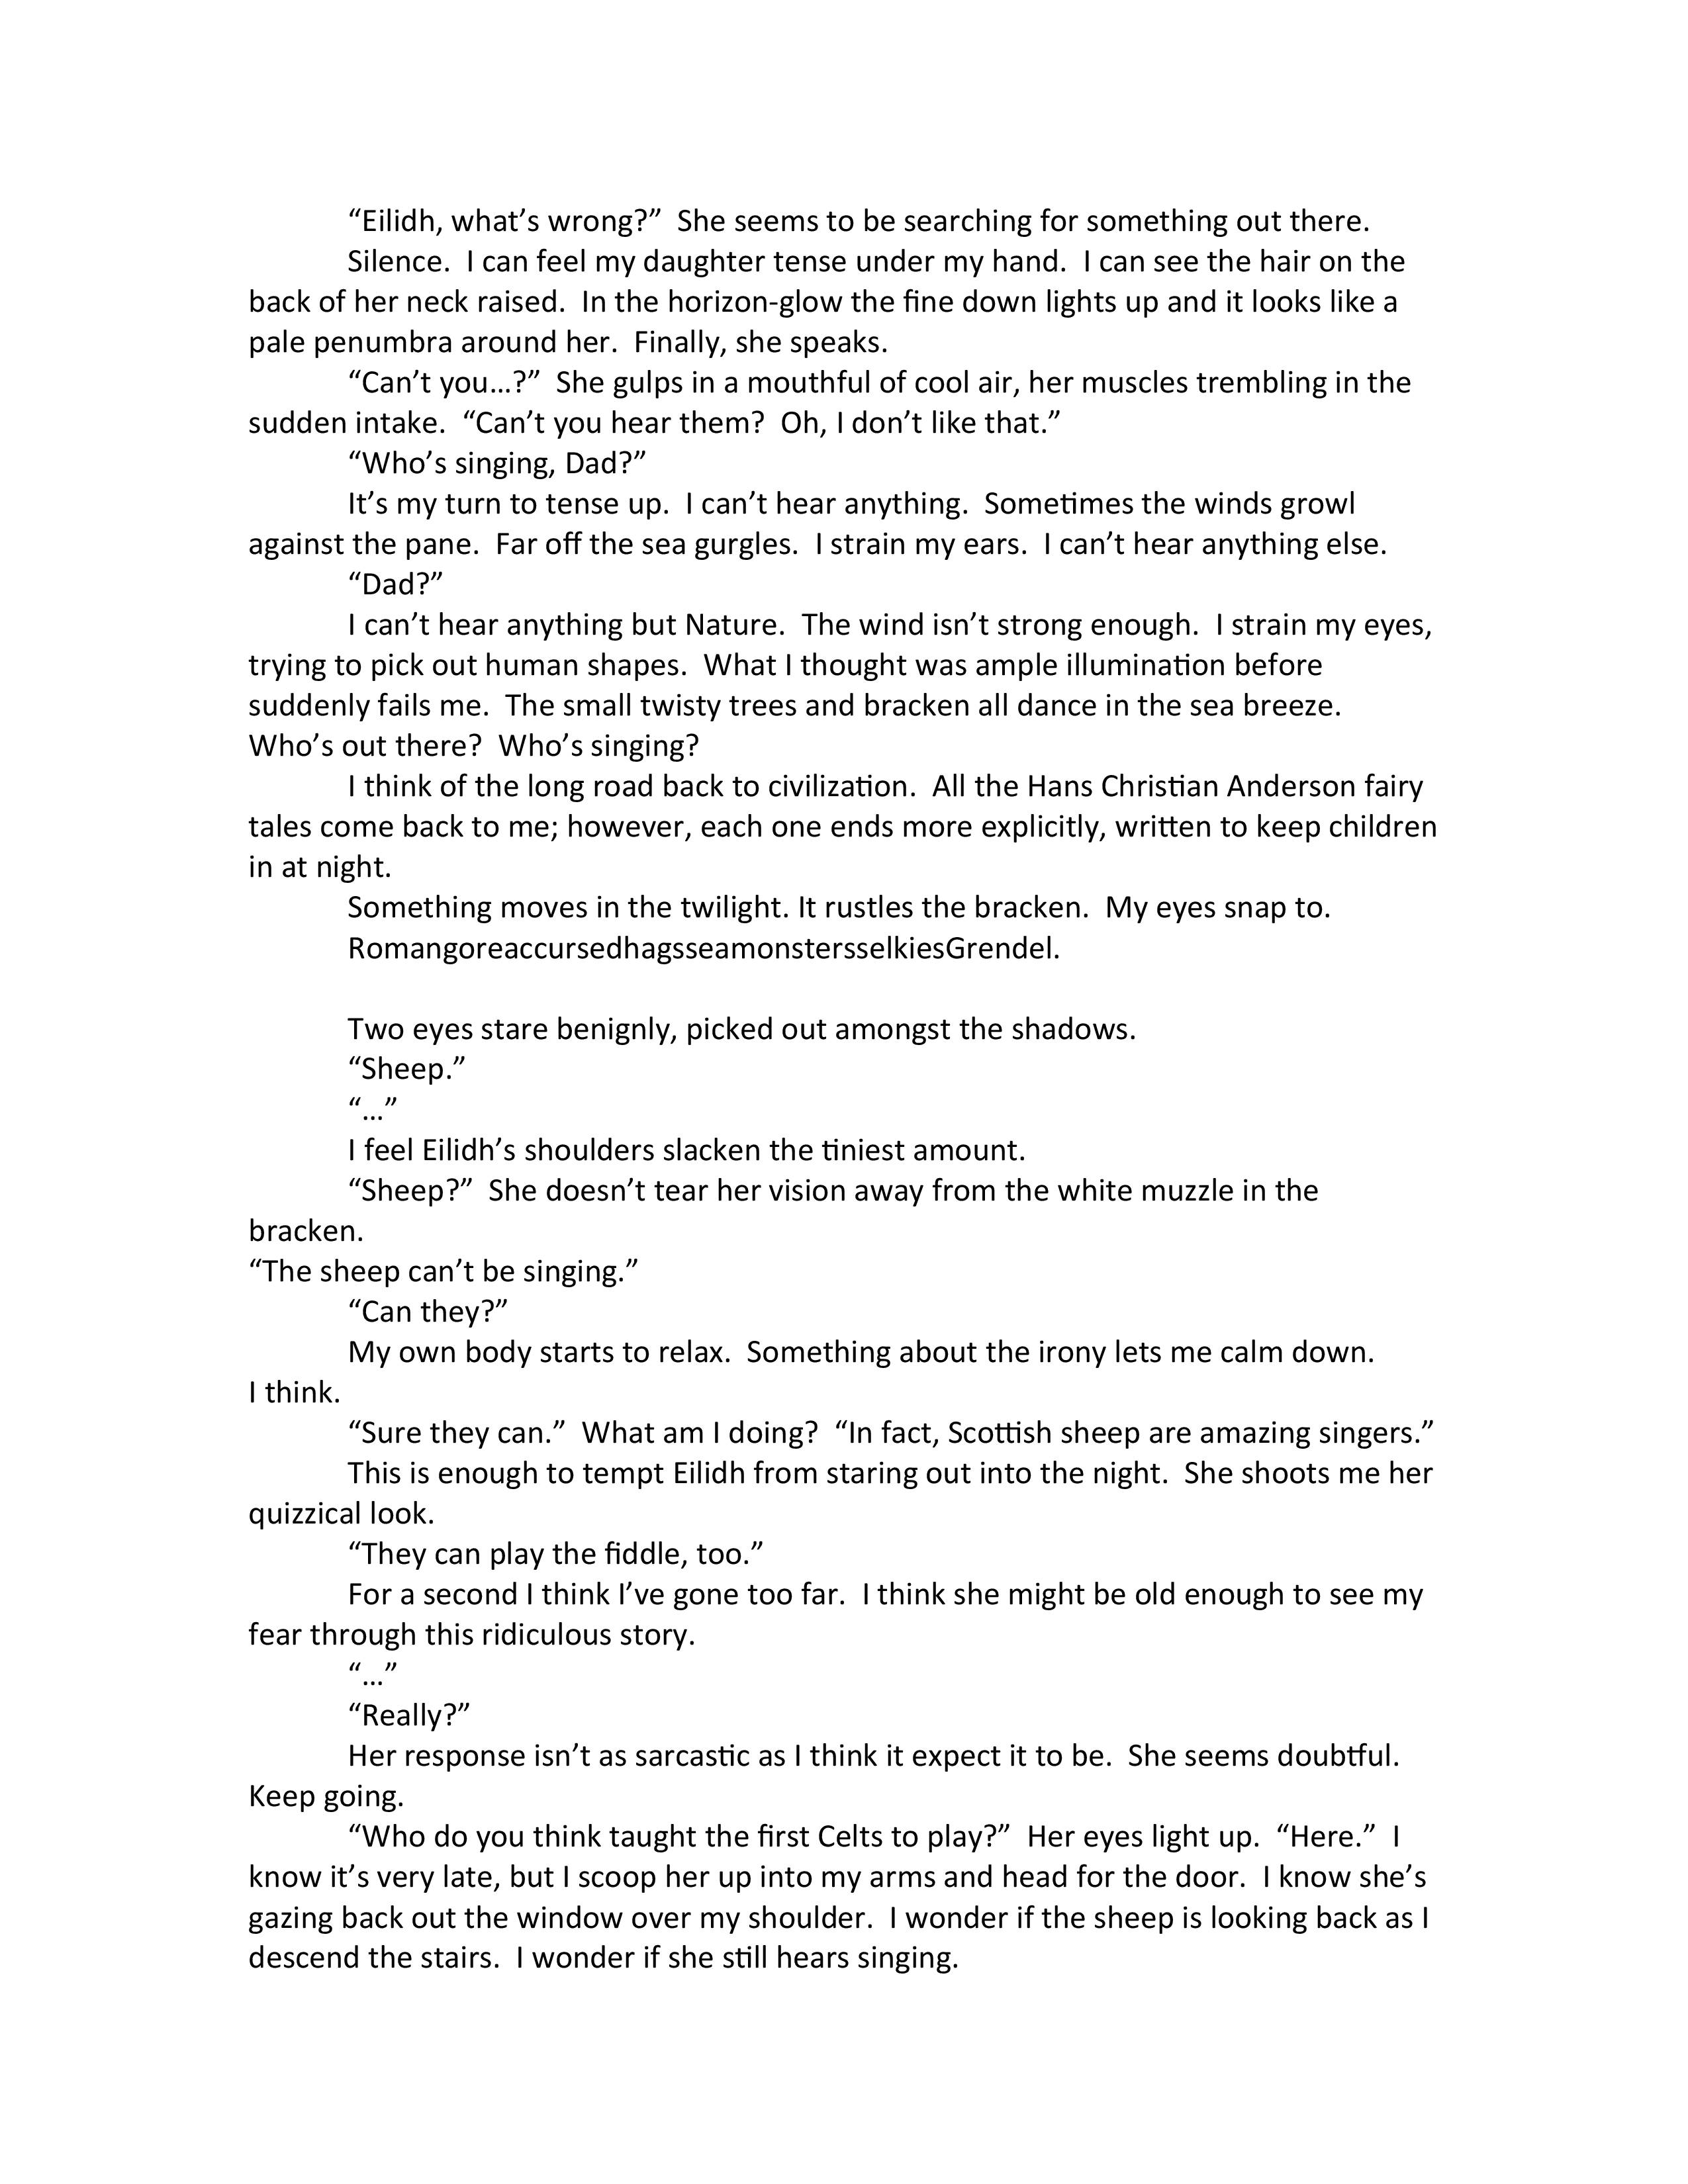 “Eilidh, what’s wrong?”  She seems to be searching for something out there.
Silence.  I can feel my daughter tense under my hand.  I can see the hair on the
back of her neck raised.  In the horizon-glow the fine down lights up and it looks like a
pale penumbra around her.  Finally, she speaks.
“Can’t you…?”  She gulps in a mouthful of cool air, her muscles trembling in the
sudden intake.  “Can’t you hear them?  Oh, I don’t like that.”
“Who’s singing, Dad?”
It’s my turn to tense up.  I can’t hear anything.  Sometimes the winds growl
against the pane.  Far off the sea gurgles.  I strain my ears.  I can’t hear anything else.
“Dad?”
I can’t hear anything but Nature.  The wind isn’t strong enough.  I strain my eyes,
trying to pick out human shapes.  What I thought was ample illumination before
suddenly fails me.  The small twisty trees and bracken all dance in the sea breeze.
Who’s out there?  Who’s singing?
I think of the long road back to civilization.  All the Hans Christian Anderson fairy
tales come back to me; however, each one ends more explicitly, written to keep children
in at night.
Something moves in the twilight. It rustles the bracken.  My eyes snap to.
RomangoreaccursedhagsseamonstersselkiesGrendel.
Two eyes stare benignly, picked out amongst the shadows.
“Sheep.”
“…”
I feel Eilidh’s shoulders slacken the tiniest amount.
“Sheep?”  She doesn’t tear her vision away from the white muzzle in the
bracken.
“The sheep can’t be singing.”
“Can they?”
My own body starts to relax.  Something about the irony lets me calm down.
I think.
“Sure they can.”  What am I doing?  “In fact, Scottish sheep are amazing singers.”
This is enough to tempt Eilidh from staring out into the night.  She shoots me her
quizzical look.
“They can play the fiddle, too.”
For a second I think I’ve gone too far.  I think she might be old enough to see my
fear through this ridiculous story.
“…”
“Really?”
Her response isn’t as sarcastic as I think it expect it to be.  She seems doubtful.
Keep going.
“Who do you think taught the first Celts to play?”  Her eyes light up.  “Here.”  I
know it’s very late, but I scoop her up into my arms and head for the door.  I know she’s
gazing back out the window over my shoulder.  I wonder if the sheep is looking back as I
descend the stairs.  I wonder if she still hears singing.